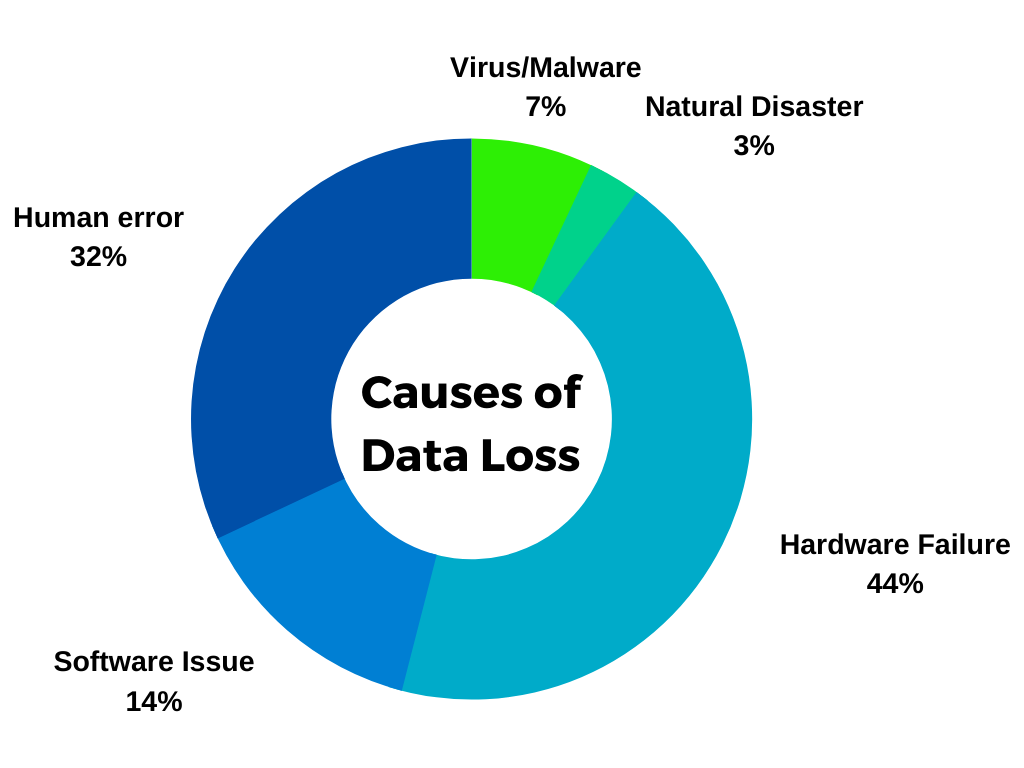 Virus/Malware
7%
Natural Disaster
3%
Human error
32%
Causes of
Data Loss
Hardware Failure
44%
Software Issue
14%